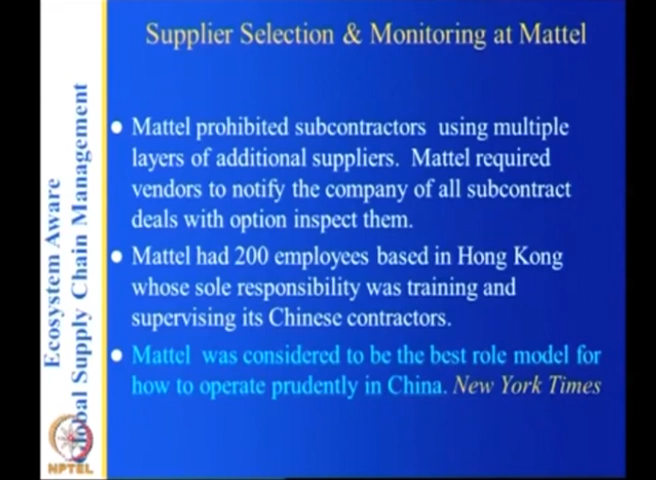 Supplier Selection & Monitoring at Mattel
Mattel prohibited subcontractors using multiple
layers of additional suppliers. Mattel required
vendors to notify the company of all subcontract
deals with option inspect them.
Mattel had 200 employees based in Hong Kong
whose sole responsibility was training and
supervising its Chinese contractors.
Mattel was considered to be the best role model for
how to operate prudently in China. New York Times
Ecosystem Aware
Global Supply Chain Management
NPTEL